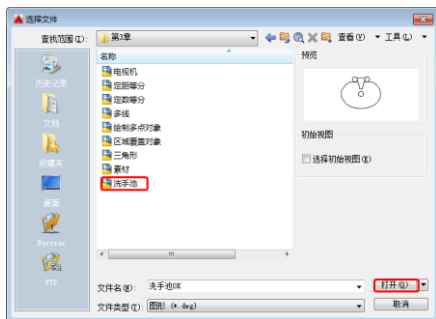 选择文件
查找范围(I):
第3章
查看(V)
工具(L)
名称
预览
历史记录
电视机
定距等分
定数等分
文档
多线
绘制多点对象
区域覆盖对象
初始视图
收藏夹
三角形
选择初始视图(E)
素材
洗手池
桌面
Buzzsaw
FTP
文件名(N):
洗手池OK
打开(O)
文件类型(T):
图形 (*.dwg)
取消